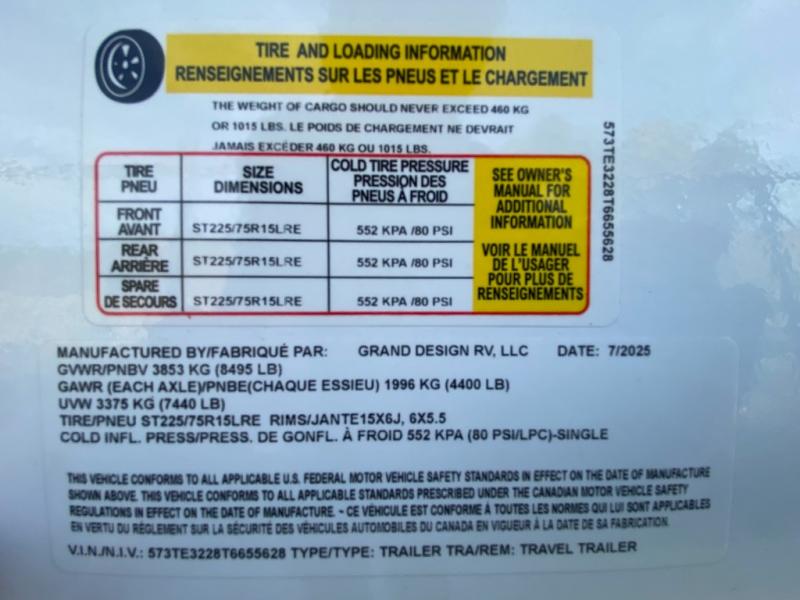 TIRE AND LOADING INFORMATION
RENSEIGNEMENTS SUR LES PNEUS ET LE CHARGEMENT
THE WEIGHT OF CARGO SHOULD NEVER EXCEED 460 KG
OR 1015 LBS. LE POIDS DE CHARGEMENT NE DEVRAIT
JAMAIS EXCÉDER 460 KG OU 1015 LBS.
TIRE
PNEU
SIZE
DIMENSIONS
COLD TIRE PRESSURE
PRESSION DES
PNEUS À FROID
FRONT
AVANT
ST225/75R15LRE
552 KPA /80 PSI
REAR
ARRIÈRE
ST225/75R15LRE
552 KPA /80 PSI
SPARE
DE SECOURS
ST225/75R15LRE
552 KPA /80 PSI
SEE OWNER'S
MANUAL FOR
ADDITIONAL
INFORMATION
VOIR LE MANUEL
DE L'USAGER
POUR PLUS DE
RENSEIGNEMENTS
573TE3228T6655628
MANUFACTURED BY/FABRIQUÉ PAR: GRAND DESIGN RV, LLC DATE: 7/2025
GVWR/PNBV 3853 KG (8495 LB)
GAWR (EACH AXLE)/PNBE(CHAQUE ESSIEU) 1996 KG (4400 LB)
UVW 3375 KG (7440 LB)
TIRE/PNEU ST225/75R15LRE RIMS/JANTE15X6J, 6X5.5
COLD INFL. PRESS/PRESS. DE GONFL. À FROID 552 KPA (80 PSI/LPC)-SINGLE
THIS VEHICLE CONFORMS TO ALL APPLICABLE U.S. FEDERAL MOTOR VEHICLE SAFETY STANDARDS IN EFFECT ON THE DATE OF MANUFACTURE
SHOWN ABOVE. THIS VEHICLE CONFORMS TO ALL APPLICABLE STANDARDS PRESCRIBED UNDER THE CANADIAN MOTOR VEHICLE SAFETY
REGULATIONS IN EFFECT ON THE DATE OF MANUFACTURE. - CE VÉHICULE EST CONFORME À TOUTES LES NORMES QUI LUI SONT APPLICABLES
EN VERTU DU RÈGLEMENT SUR LA SÉCURITÉ DES VÉHICULES AUTOMOBILES DU CANADA EN VIGUEUR À LA DATE DE SA FABRICATION.
V.I.N./N.I.V.: 573TE3228T6655628 TYPE/TYPE: TRAILER TRA/REM: TRAVEL TRAILER